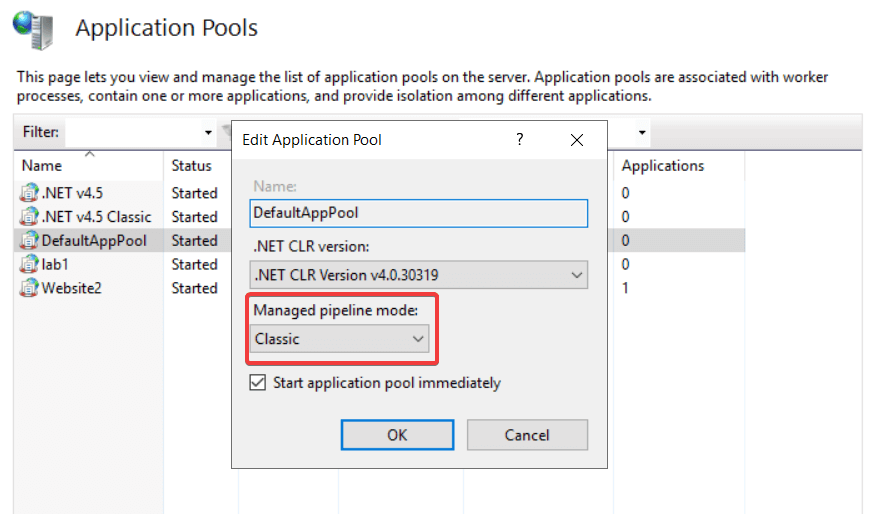 Application Pools
This page lets you view and manage the list of application pools on the server. Application pools are associated with worker
processes, contain one or more applications, and provide isolation among different applications.
Filter:
Edit Application Pool ? ×
Name Status Applications
.NET v4.5 Started 0
.NET v4.5 Classic Started 0
DefaultAppPool Started 0
lab1 Started 0
Website2 Started 1
Name:
DefaultAppPool
.NET CLR version:
.NET CLR Version v4.0.30319
Managed pipeline mode:
Classic
Start application pool immediately
OK Cancel